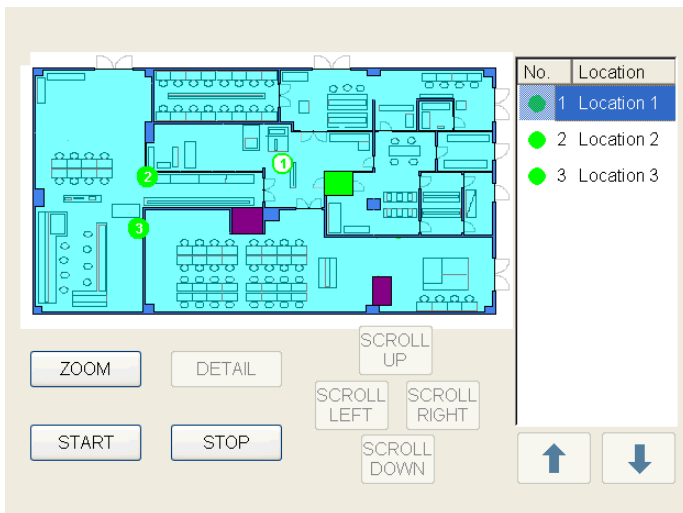 No. Location
1 Location 1
2 Location 2
3 Location 3
1
2
3
ZOOM
DETAIL
SCROLL
UP
SCROLL
LEFT
SCROLL
RIGHT
START
STOP
SCROLL
DOWN